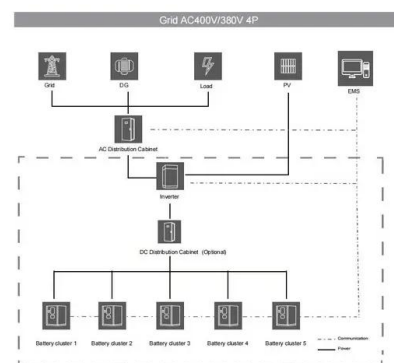 Grid AC400V/380V 4P
Grid
DG
Load
PV
EMS
AC Distribution Cabinet
Inverter
DC Distribution Cabinet (Optional)
Battery cluster 1
Battery cluster 2
Battery cluster 3
Battery cluster 4
Battery cluster 5
Communication
Power